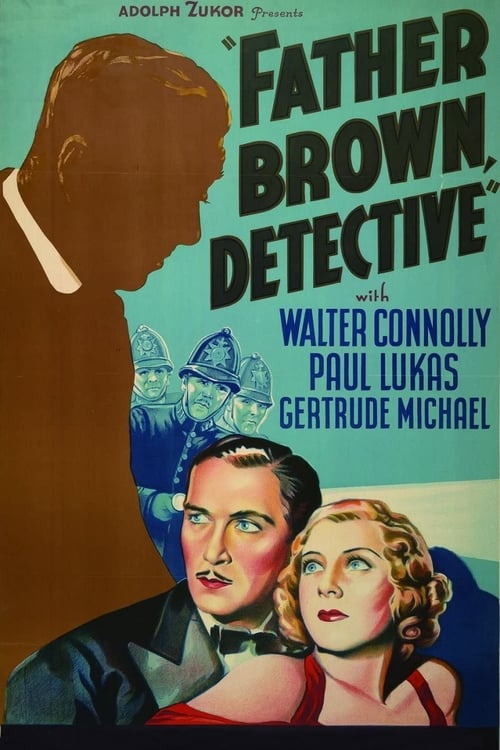 ADOLPH ZUKOR Presents
"FATHER
BROWN,
DETECTIVE"
with
WALTER CONNOLLY
PAUL LUKAS
GERTRUDE MICHAEL